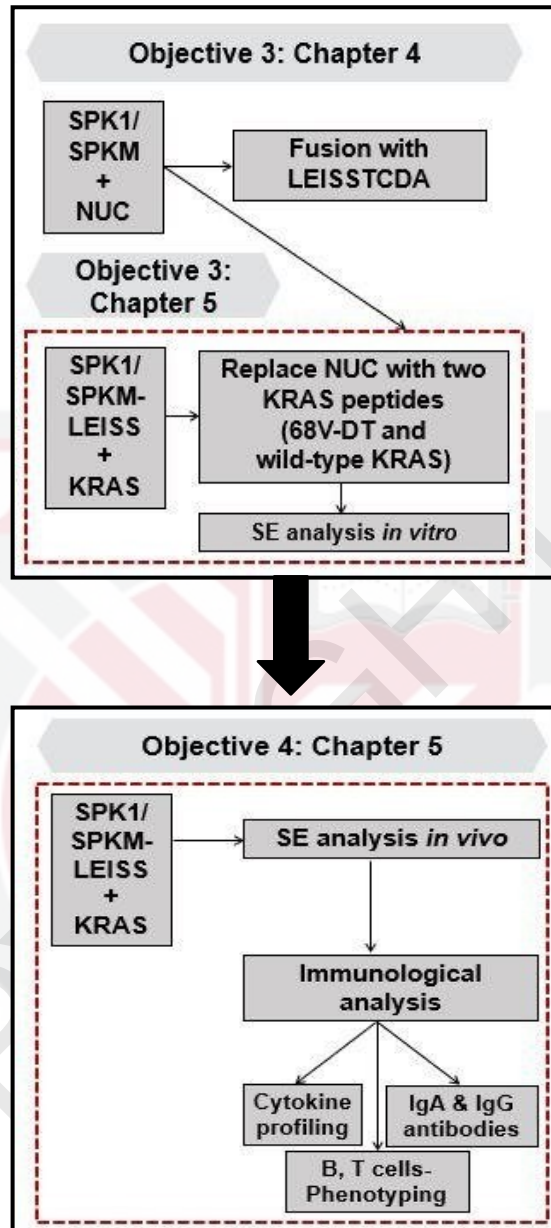 Objective 3: Chapter 4
SPK1/
SPKM
+
NUC
Fusion with
LEISSTCDA
Objective 3:
Chapter 5
SPK1/
SPKM-
LEISS
+
KRAS
Replace NUC with two
KRAS peptides
(68V-DT and
wild-type KRAS)
SE analysis in vitro
Objective 4: Chapter 5
SPK1/
SPKM-
LEISS
+
KRAS
SE analysis in vivo
Immunological
analysis
Cytokine
profiling
IgA & IgG
antibodies
B, T cells-
Phenotyping